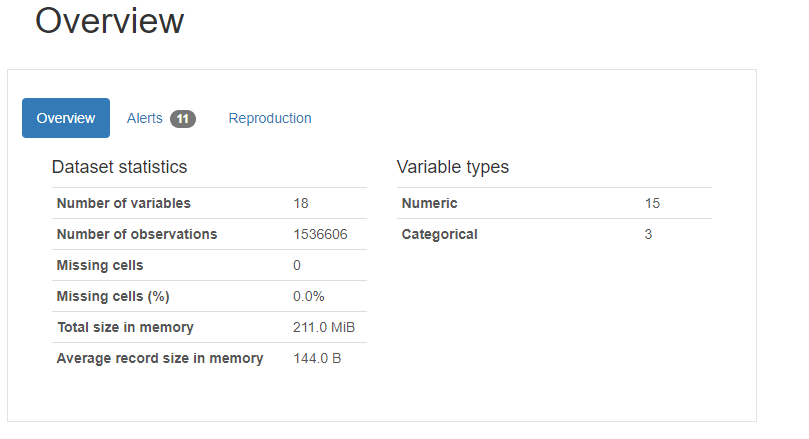 Overview
Overview Alerts 11 Reproduction
Dataset statistics
Number of variables 18
Number of observations 1536606
Missing cells 0
Missing cells (%) 0.0%
Total size in memory 211.0 MiB
Average record size in memory 144.0 B
Variable types
Numeric 15
Categorical 3